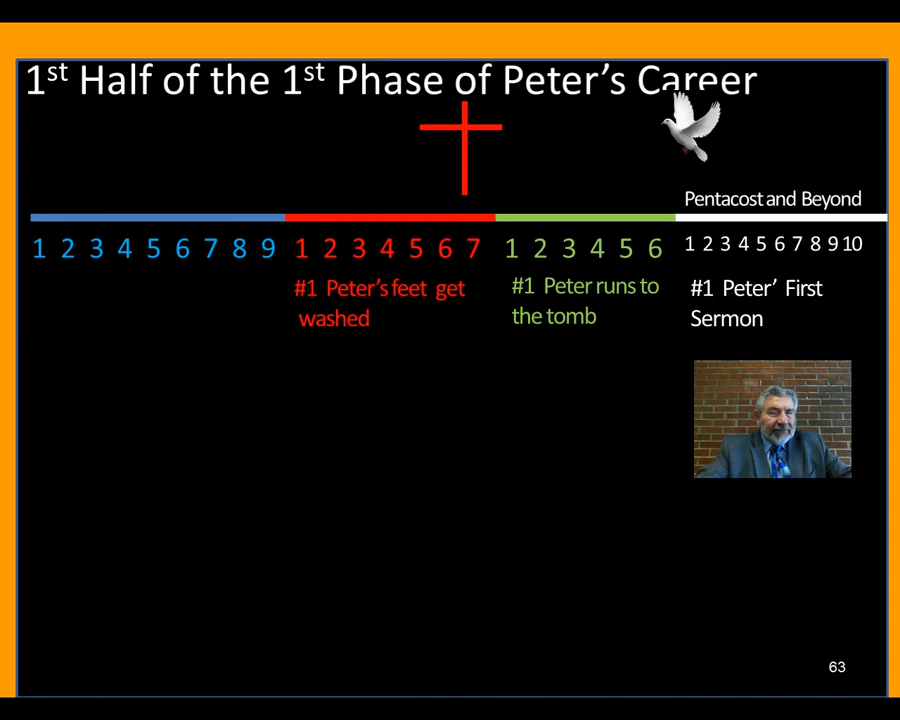 1st Half of the 1st Phase of Peter's Career
Pentacost and Beyond
1 2 3 4 5 6 7 8 9 1 2 3 4 5 6 7 1 2 3 4 5 6 1 2 3 4 5 6 7 8 9 10
#1 Peter's feet get
washed
#1 Peter runs to
the tomb
#1 Peter' First
Sermon
63